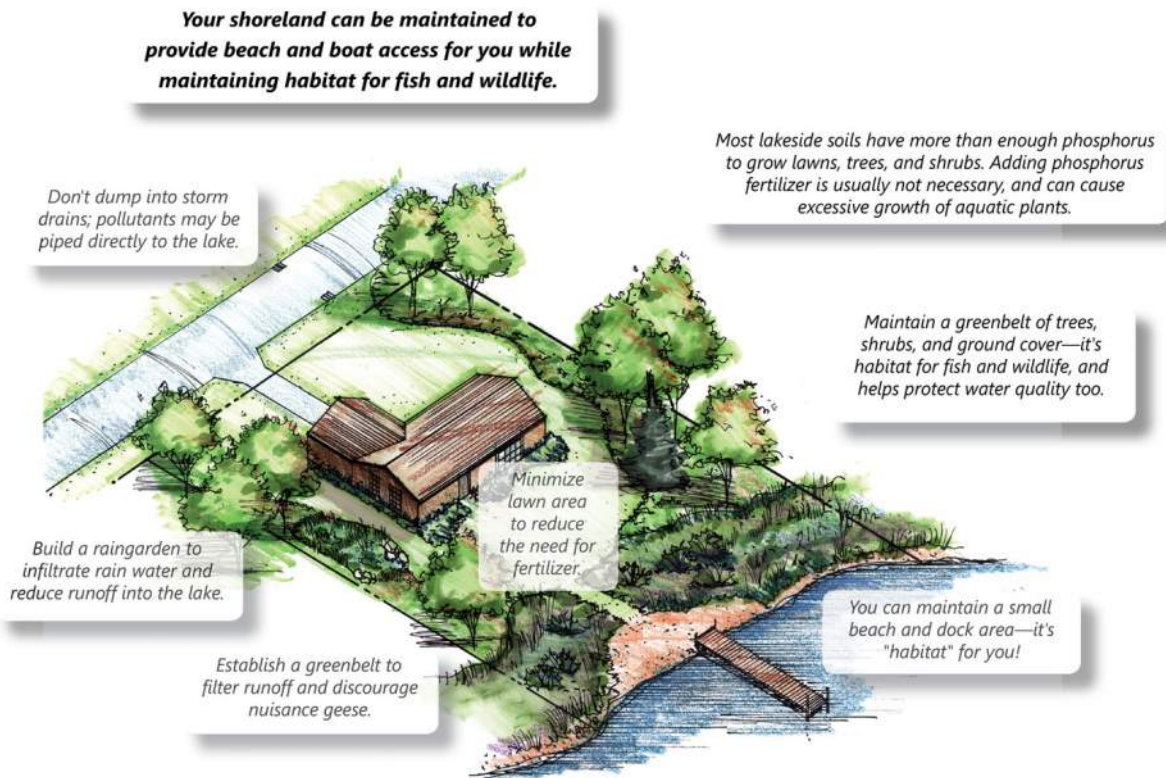 Your shoreland can be maintained to
provide beach and boat access for you while
maintaining habitat for fish and wildlife.
Most lakeside soils have more than enough phosphorus
to grow lawns, trees, and shrubs. Adding phosphorus
fertilizer is usually not necessary, and can cause
excessive growth of aquatic plants.
Don't dump into storm
drains; pollutants may be
piped directly to the lake.
Maintain a greenbelt of trees,
shrubs, and ground cover—it's
habitat for fish and wildlife, and
helps protect water quality too.
Minimize
lawn area
to reduce
the need for
fertilizer.
Build a raingarden to
infiltrate rain water and
reduce runoff into the lake.
You can maintain a small
beach and dock area—it's
"habitat" for you!
Establish a greenbelt to
filter runoff and discourage
nuisance geese.